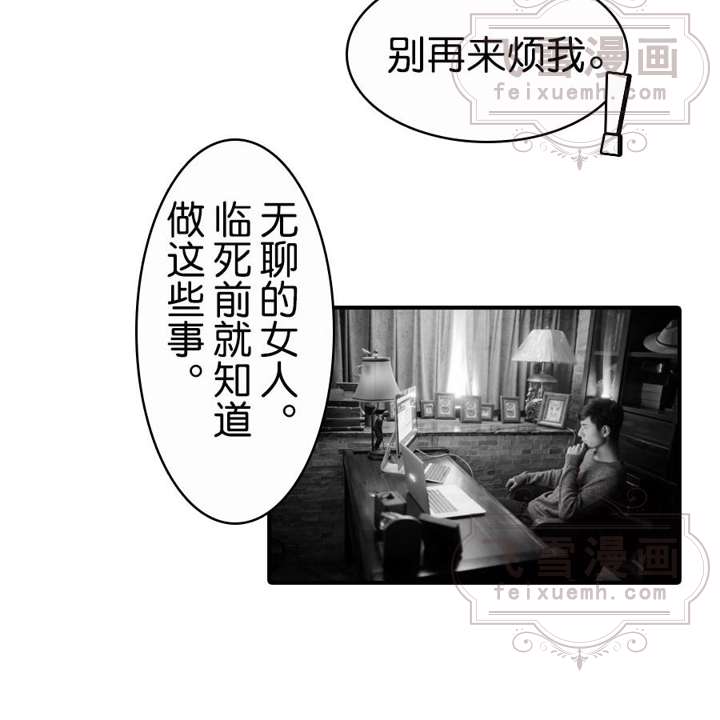 别再来烦我。
！
飞雪漫画
feixuemh.com
无聊的女人。
临死前就知道
做这些事。
飞雪漫画
feixuemh.com